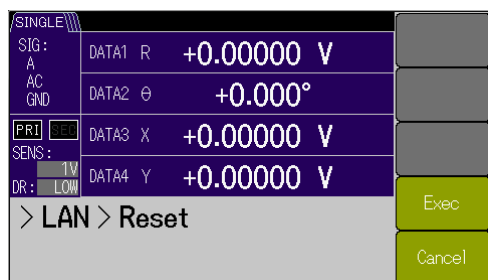 SINGLE
SIG:
A
AC
GND
DATA1 R +0.00000 V
DATA2 θ +0.000°
PRI SEC
SENS:
1V
DR: LOW
DATA3 X +0.00000 V
DATA4 Y +0.00000 V
> LAN > Reset
Exec
Cancel